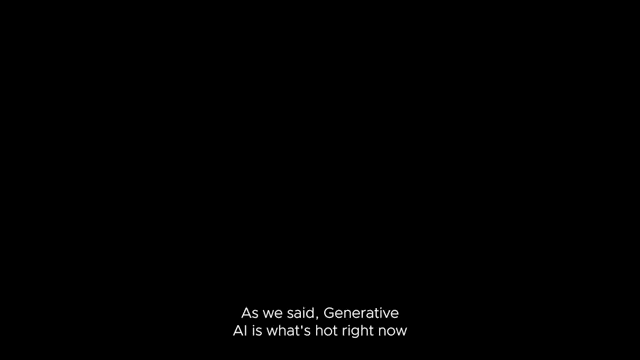 As we said, Generative
AI is what's hot right now